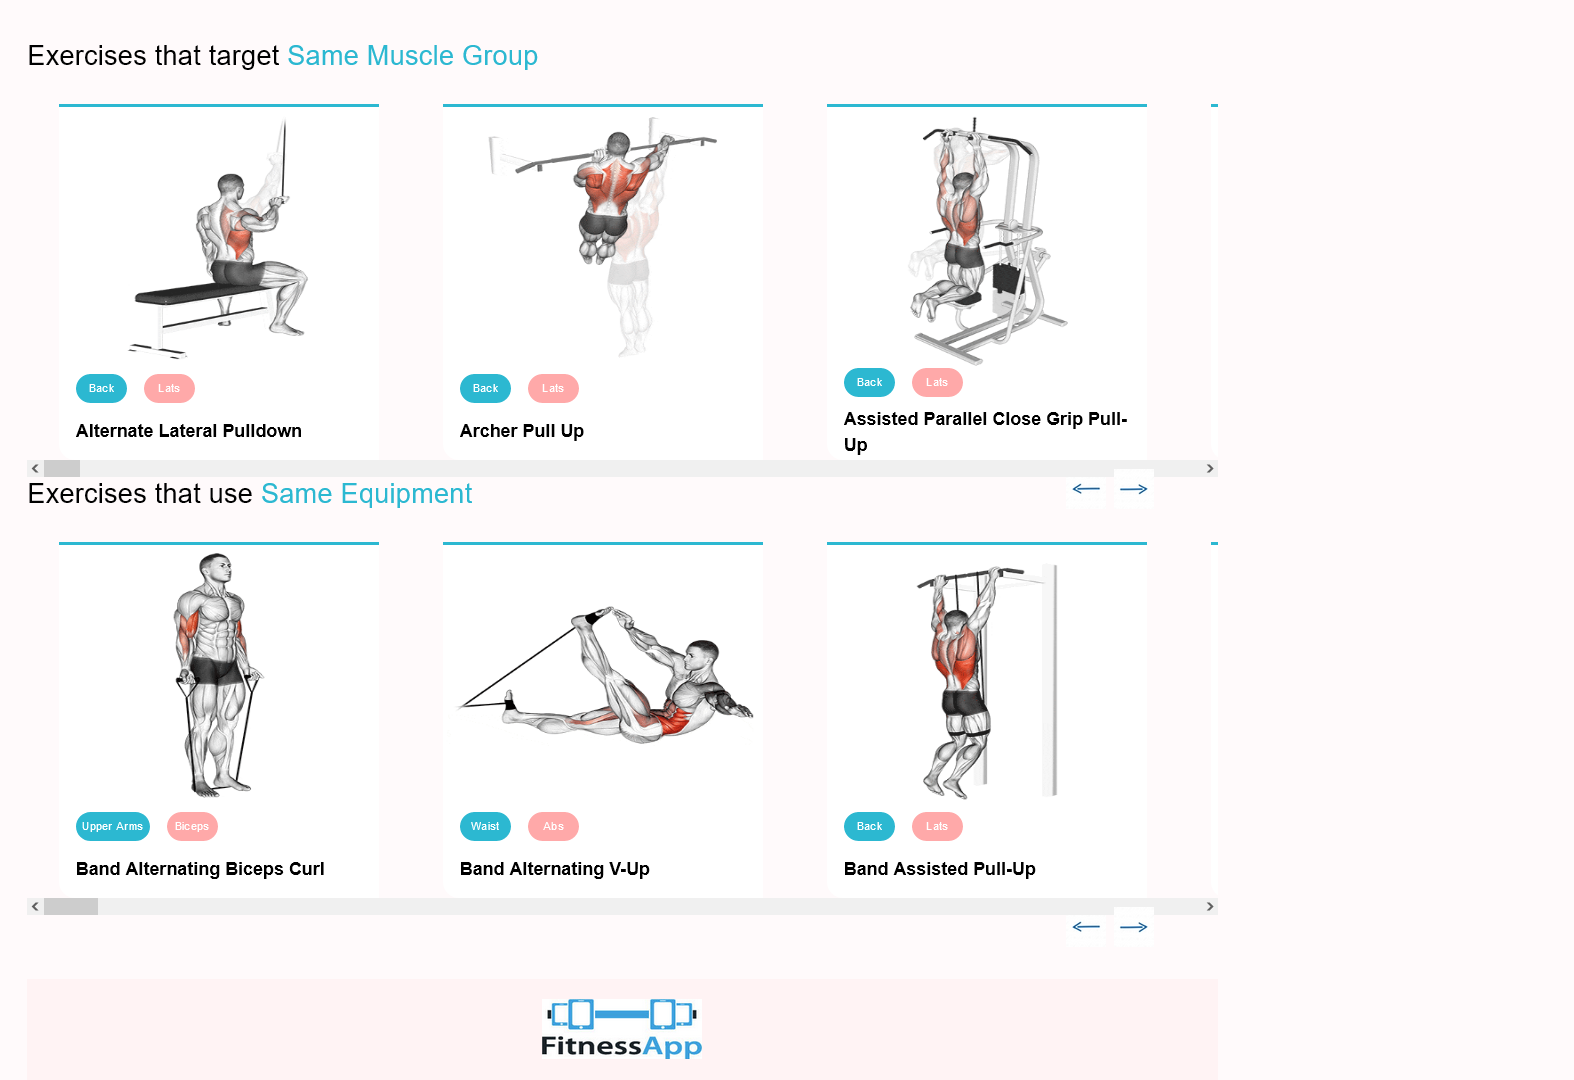 Exercises that target Same Muscle Group
Back Lats
Alternate Lateral Pulldown
Back Lats
Archer Pull Up
Back Lats
Assisted Parallel Close Grip Pull-
Up
Exercises that use Same Equipment
Upper Arms Biceps
Band Alternating Biceps Curl
Waist Abs
Band Alternating V-Up
Back Lats
Band Assisted Pull-Up
FitnessApp